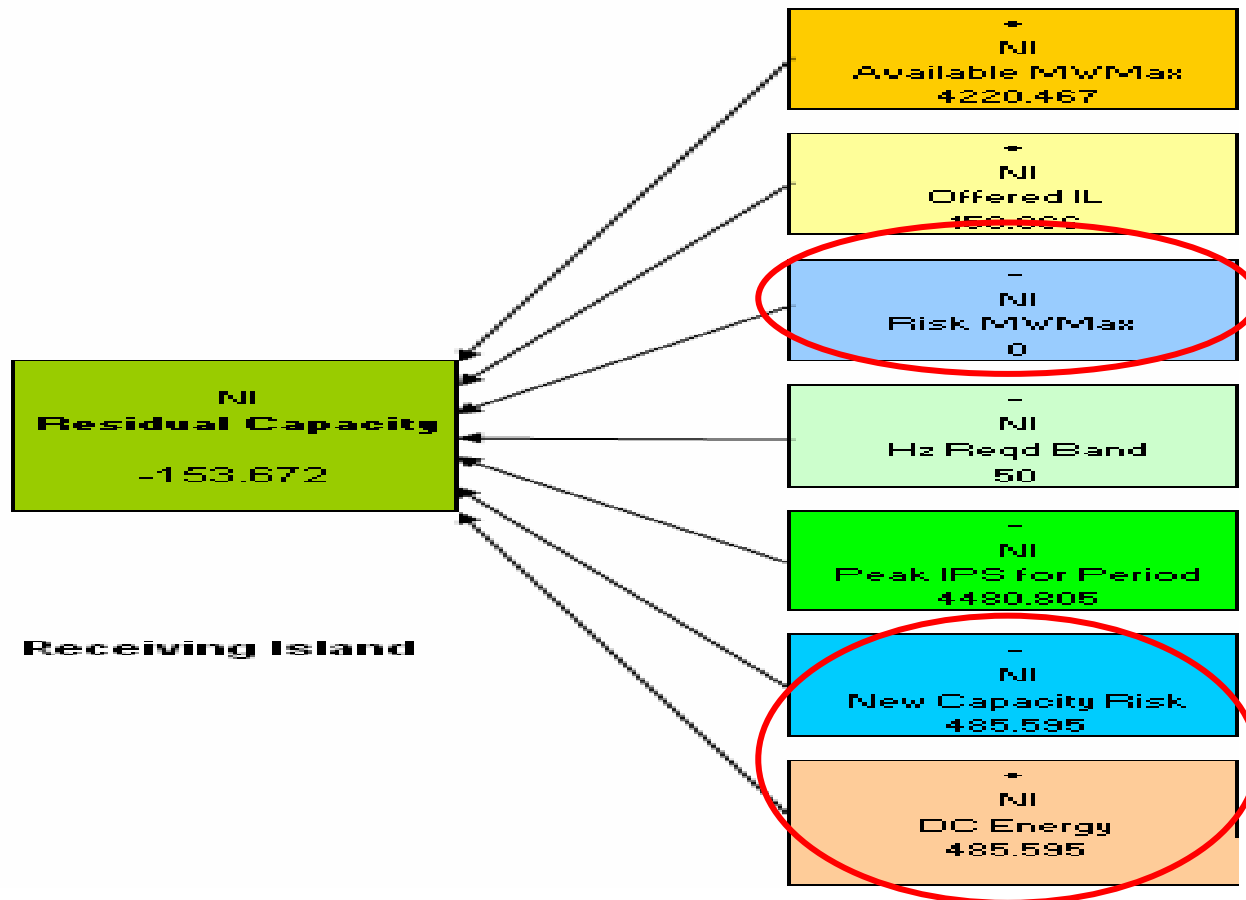 NI
Residual Capacity
-153.672
Receiving Island
+
NI
Available MWMax
4220.467
+
NI
Offered IL
156.666
-
NI
Risk MWMax
0
-
NI
Hz Reqd Band
50
-
NI
Peak IPS for Period
4480.805
-
NI
New Capacity Risk
485.595
+
NI
DC Energy
485.595